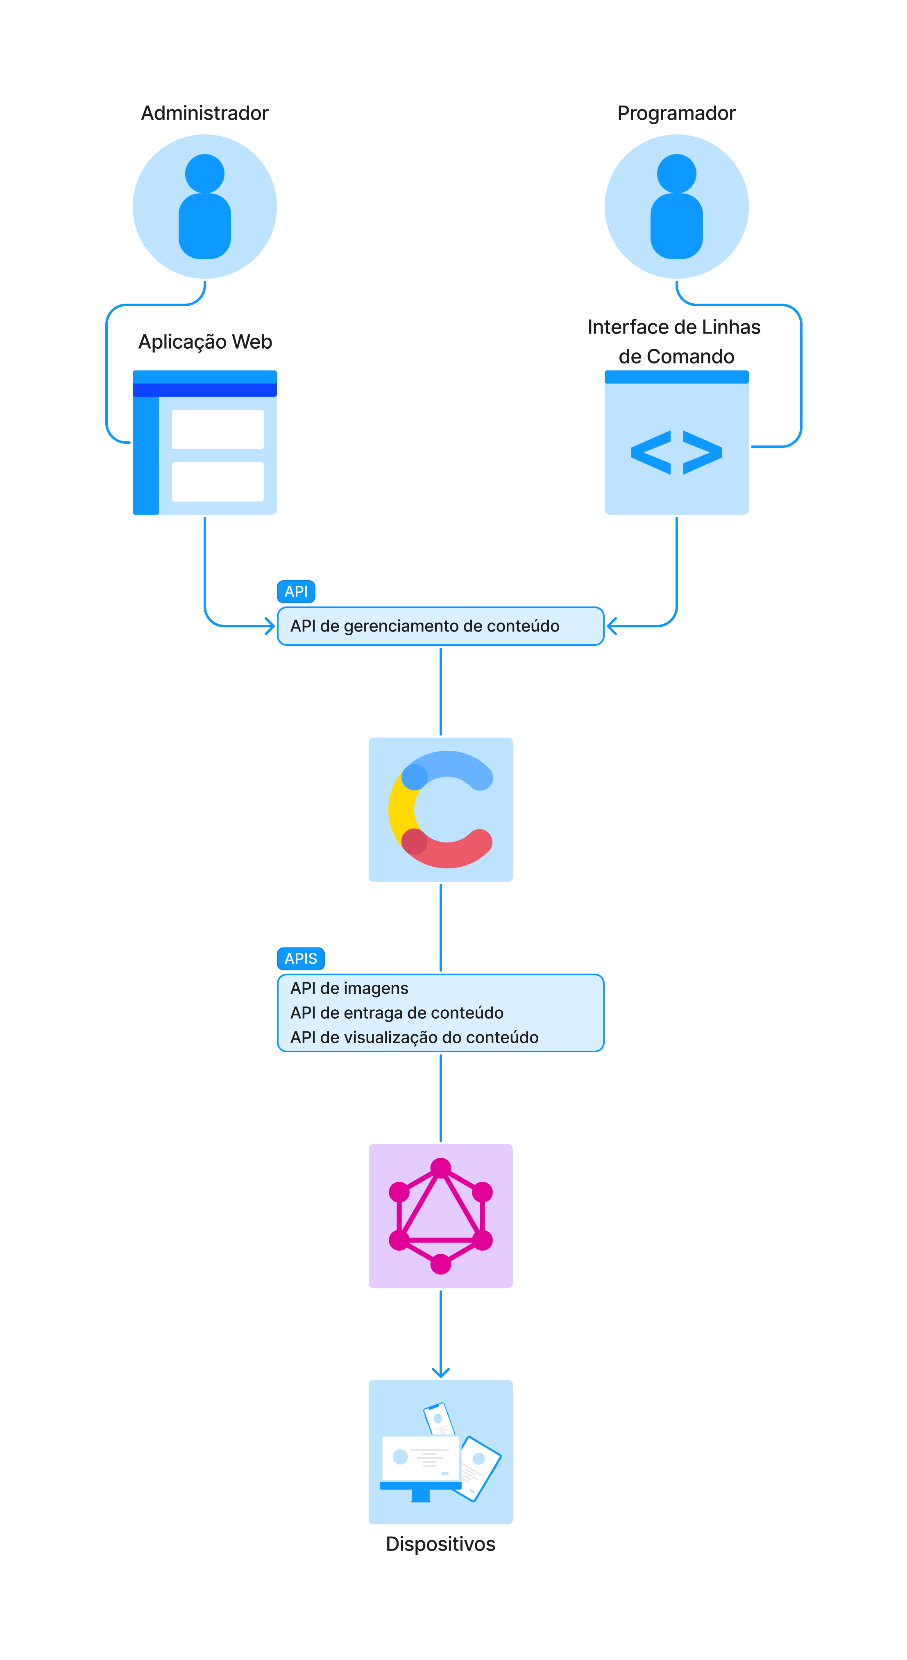 Administrador
Programador
Aplicação Web
Interface de Linhas
de Comando
<>
API
API de gerenciamento de conteúdo
APIS
API de imagens
API de entraga de conteúdo
API de visualização do conteúdo
Dispositivos